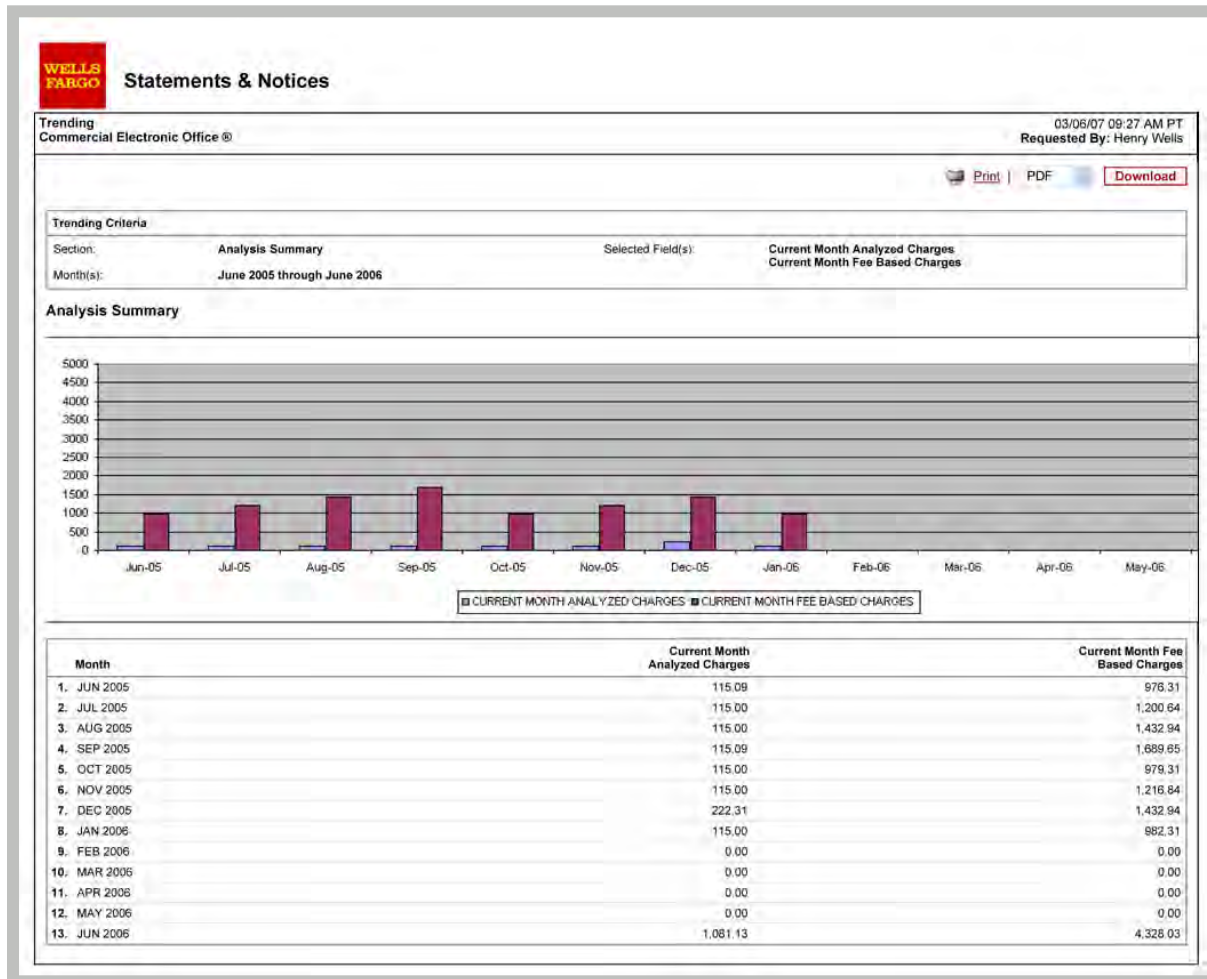 WELLS
FARGO
Statements & Notices
Trending
Commercial Electronic Office ®
03/06/07 09:27 AM PT
Requested By: Henry Wells
Print | PDF Download
Trending Criteria
Section: Analysis Summary Selected Field(s): Current Month Analyzed Charges
Current Month Fee Based Charges
Month(s): June 2005 through June 2006
Analysis Summary
5000
4500
4000
3500
3000
2500
2000
1500
1000
500
0
Jun-05 Jul-05 Aug-05 Sep-05 Oct-05 Nov-05 Dec-05 Jan-06 Feb-06 Mar-06 Apr-06 May-06
CURRENT MONTH ANALYZED CHARGES CURRENT MONTH FEE BASED CHARGES
Month Current Month Analyzed Charges Current Month Fee Based Charges
1. JUN 2005 115.09 976.31
2. JUL 2005 115.00 1,200.64
3. AUG 2005 115.00 1,432.94
4. SEP 2005 115.09 1,689.65
5. OCT 2005 115.00 979.31
6. NOV 2005 115.00 1,216.84
7. DEC 2005 222.31 1,432.94
8. JAN 2006 115.00 982.31
9. FEB 2006 0.00 0.00
10. MAR 2006 0.00 0.00
11. APR 2006 0.00 0.00
12. MAY 2006 0.00 0.00
13. JUN 2006 1,081.13 4,328.03